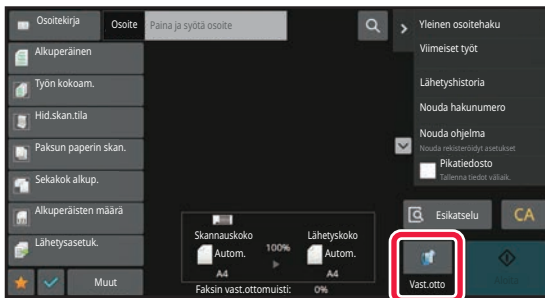 Osoitekirja
Osoite
Paina ja syötä osoite
Alkuperäinen
Työn kokoam.
Hid.skan.tila
Paksun paperin skan.
Sekakok alkup.
Alkuperäisten määrä
Lähetysasetuk.
Muut
Skannauskoko
Autom.
A4
100%
Lähetyskoko
Autom.
A4
Faksin vast.ottomuisti: 0%
Yleinen osoitehaku
Viimeiset työt
Lähetyshistoria
Nouda hakunumero
Nouda ohjelma
Nouda rekisteröidyt asetukset
Pikatiedosto
Tallenna tiedot väliaik.
Esikatselu
CA
Vast.otto